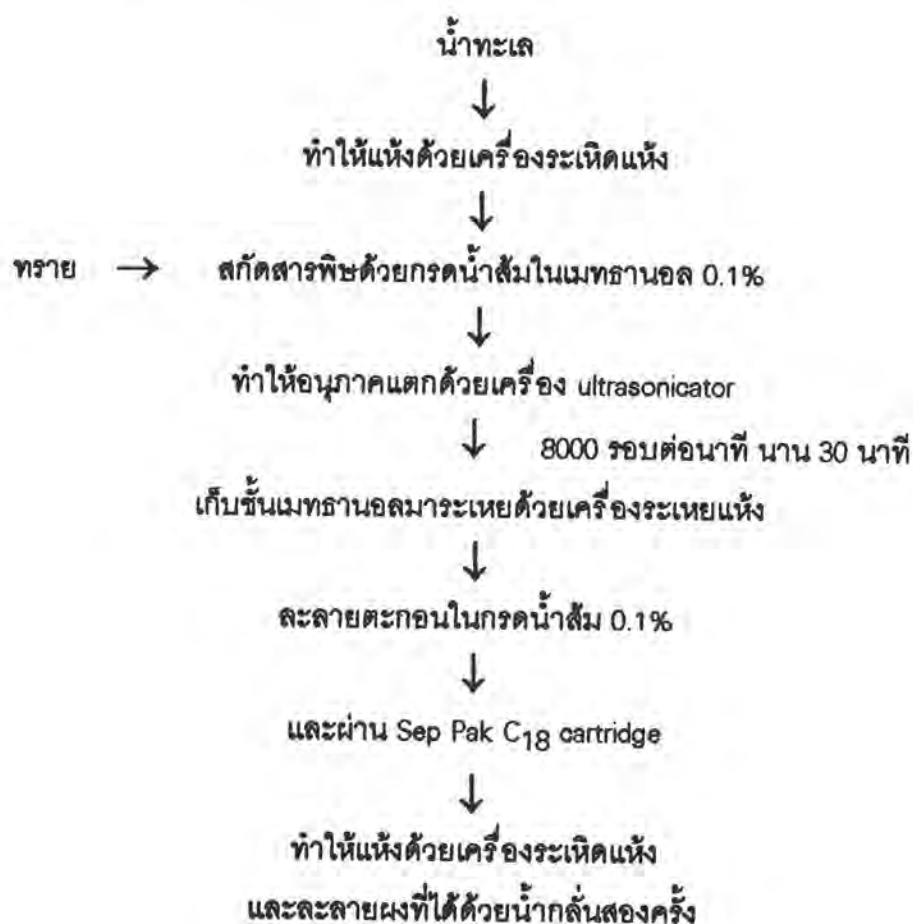 น้ำทะเล
↓
ทำให้แห้งด้วยเครื่องระเหิดแห้ง
↓
ทราย → สกัดสารพิษด้วยกรดน้ำส้มในเมทธานอล 0.1%
↓
ทำให้อนุภาคแตกด้วยเครื่อง ultrasonicator
↓ 8000 รอบต่อนาที นาน 30 นาที
เก็บชั้นเมทธานอลมาระเหยด้วยเครื่องระเหยแห้ง
↓
ละลายตะกอนในกรดน้ำส้ม 0.1%
↓
และผ่าน Sep Pak C18 cartridge
↓
ทำให้แห้งด้วยเครื่องระเหิดแห้ง
และละลายผงที่ได้ด้วยน้ำกลั่นสองครั้ง